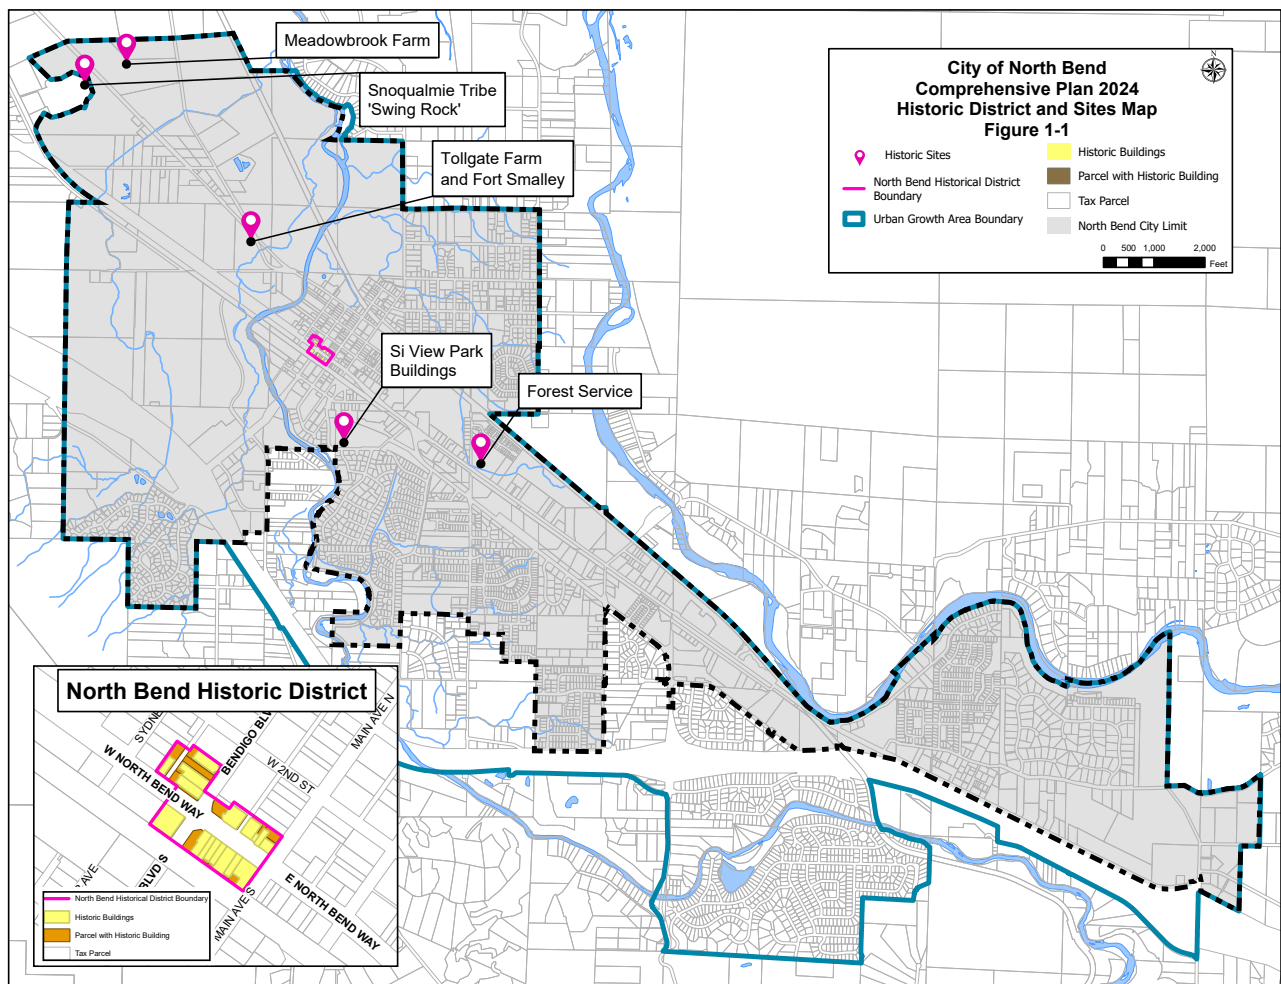 Meadowbrook Farm
Snoqualmie Tribe
'Swing Rock'
Tollgate Farm
and Fort Smalley
Si View Park
Buildings
Forest Service
City of North Bend
Comprehensive Plan 2024
Historic District and Sites Map
Figure 1-1
N
Historic Sites
North Bend Historical District
Boundary
Urban Growth Area Boundary
Historic Buildings
Parcel with Historic Building
Tax Parcel
North Bend City Limit
0 500 1,000 2,000
Feet
North Bend Historic District
SYDNE
BENDIGO BLV
MAIN AVE N
W 2ND ST
W NORTH BEND WAY
AVE
BLVD S
MAIN AVE S
E NORTH BEND WAY
North Bend Historical District Boundary
Historic Buildings
Parcel with Historic Building
Tax Parcel